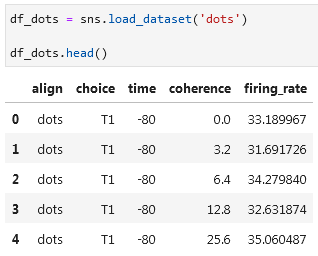 df_dots = sns.load_dataset('dots')
df_dots.head()
align choice time coherence firing_rate
0 dots T1 -80 0.0 33.189967
1 dots T1 -80 3.2 31.691726
2 dots T1 -80 6.4 34.279840
3 dots T1 -80 12.8 32.631874
4 dots T1 -80 25.6 35.060487